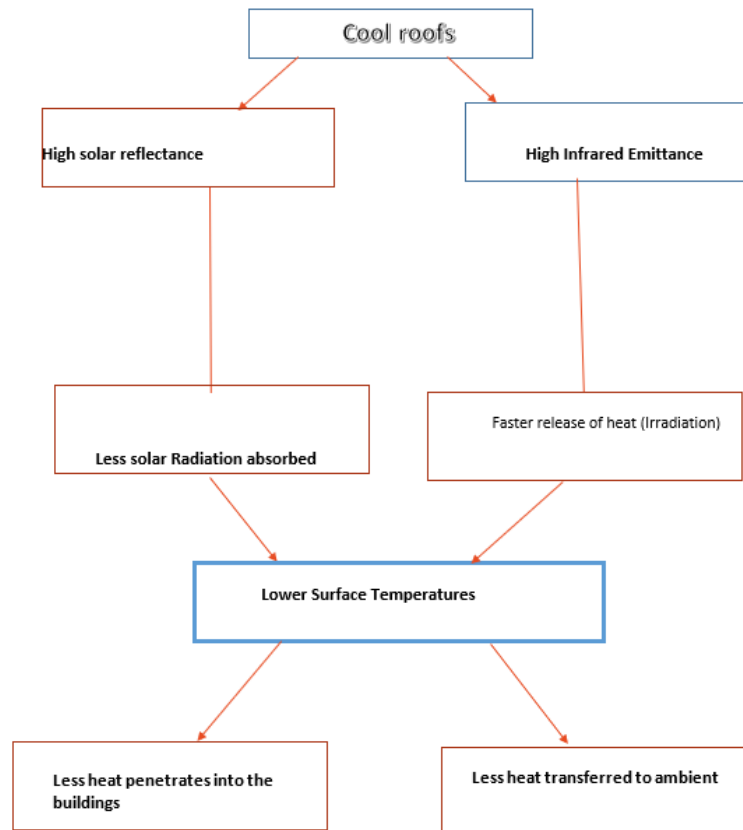 Cool roofs
High solar reflectance
High Infrared Emittance
Less solar Radiation absorbed
Faster release of heat (Irradiation)
Lower Surface Temperatures
Less heat penetrates into the
buildings
Less heat transferred to ambient